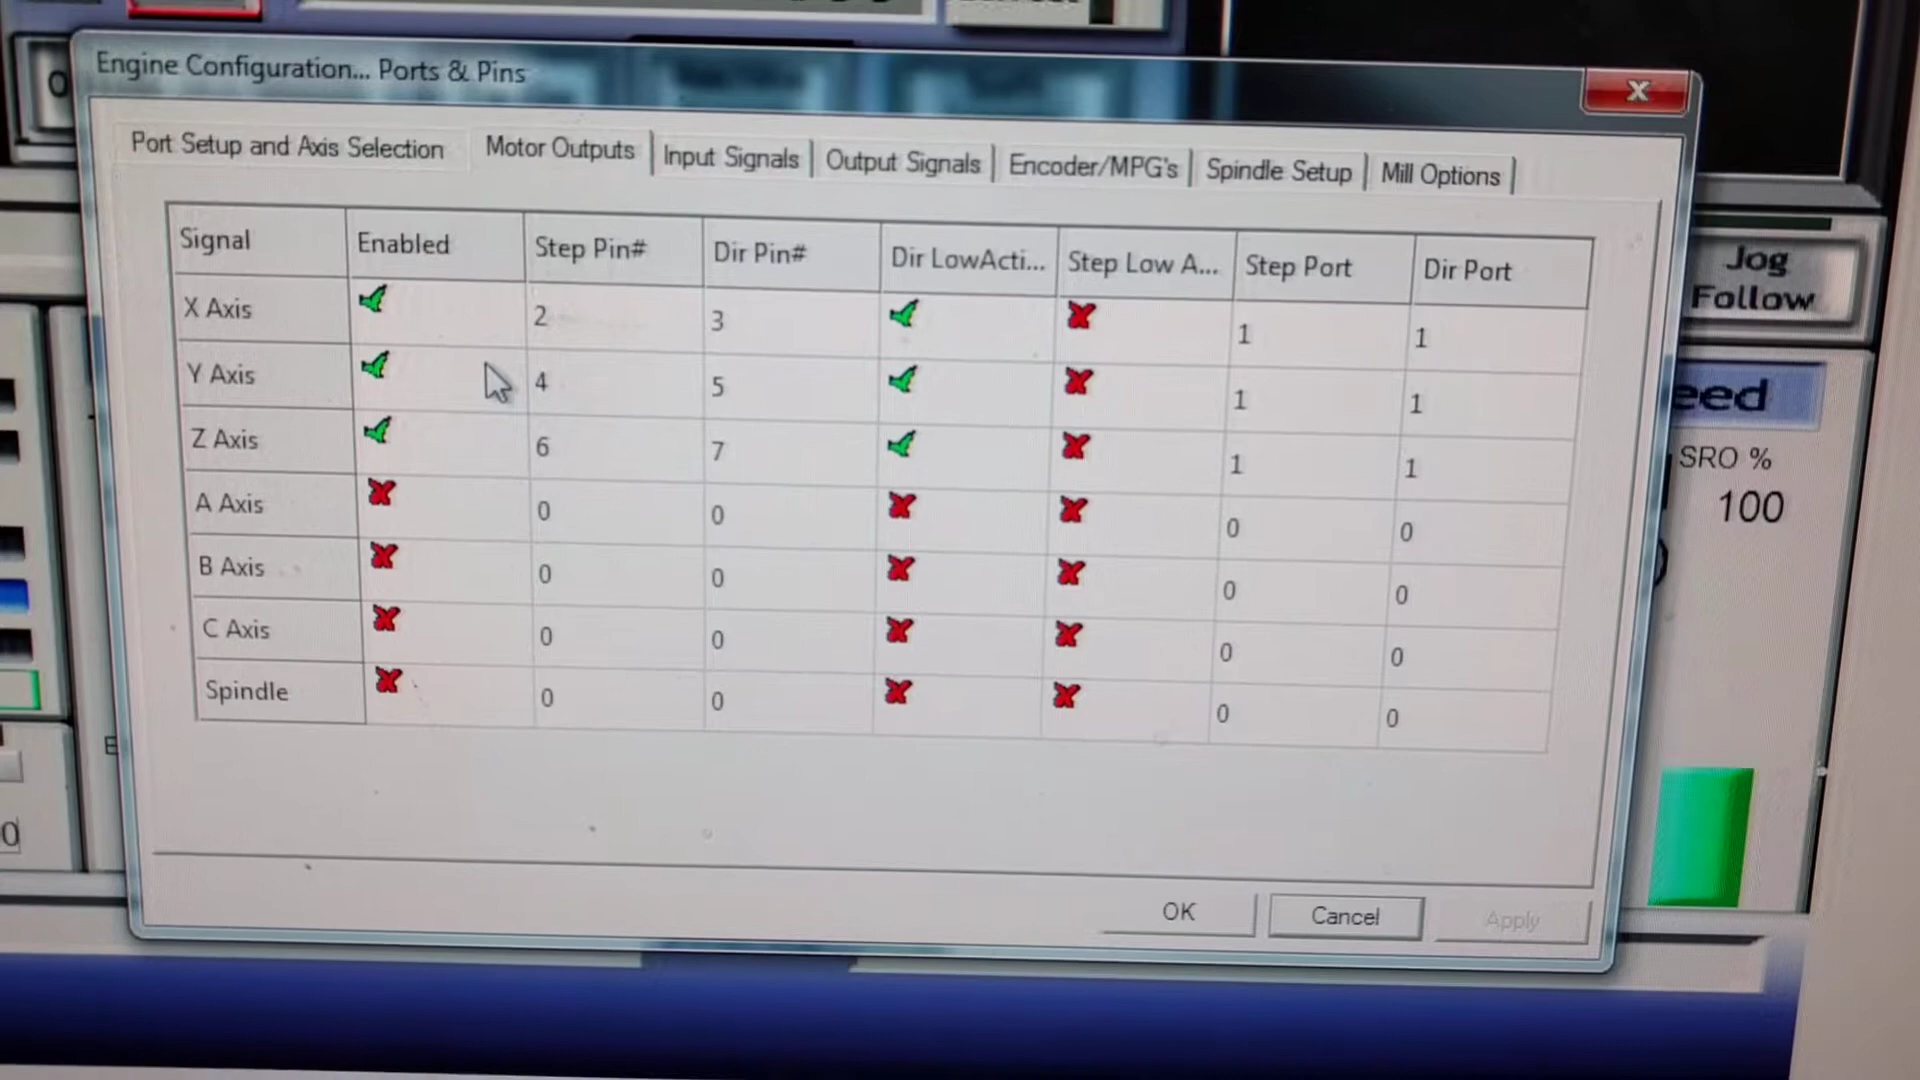 Engine Configuration... Ports & Pins
Port Setup and Axis Selection Motor Outputs Input Signals Output Signals Encoder/MPG's Spindle Setup Mill Options
Signal Enabled Step Pin# Dir Pin# Dir LowActi... Step Low A... Step Port Dir Port
X Axis 2 3 1 1
Y Axis 4 5 1 1
Z Axis 6 7 1 1
A Axis 0 0 0 0
B Axis 0 0 0 0
C Axis 0 0 0 0
Spindle 0 0 0 0
OK Cancel Apply
Jog
Follow
eed
SRO %
100